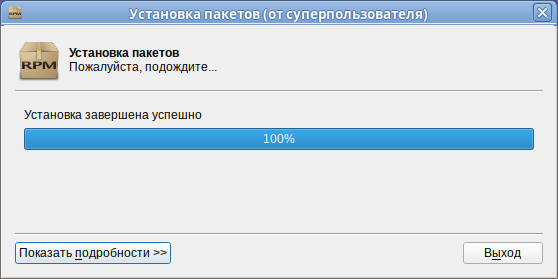 Установка пакетов (от суперпользователя)
RPM
Установка пакетов
Пожалуйста, подождите...
Установка завершена успешно
100%
Показать подробности >>
Выход